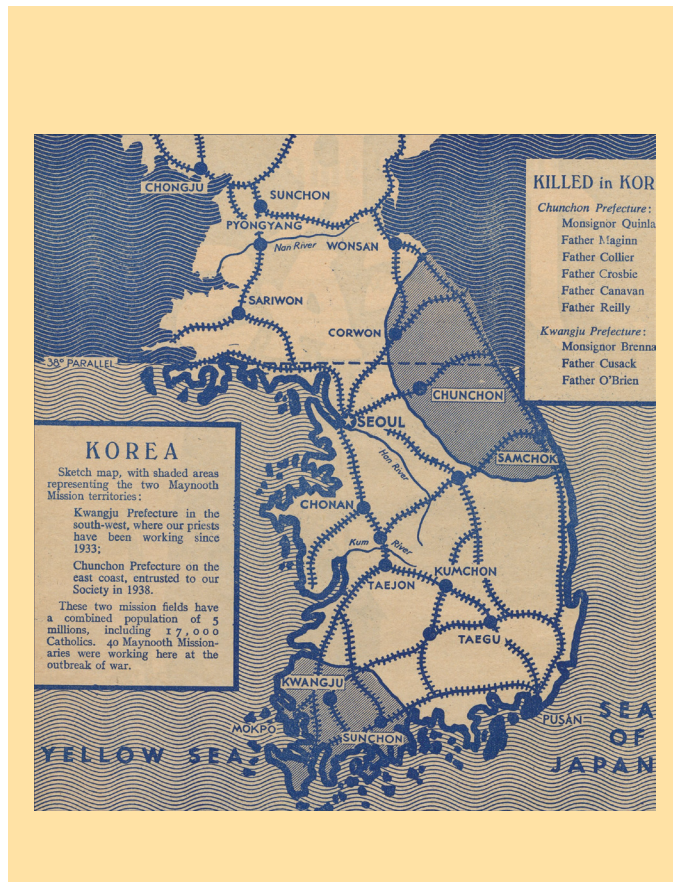 CHONGJU
SUNCHON
PYONGYANG
Nan River
WONSAN
SARIWON
CORWON
38° PARALLEL
CHUNCHON
SEOUL
Han River
SAMCHOK
CHONAN
Kum River
TAEJON
KUMCHON
TAEGU
KWANGJU
MOKPO
SUNCHON
PUSAN
YELLOW SEA
SEA
OF
JAPAN
KILLED in KOR
Chunchon Prefecture:
Monsignor Quinla
Father Maginn
Father Collier
Father Crosbie
Father Canavan
Father Reilly
Kwangju Prefecture:
Monsignor Brenna
Father Cusack
Father O'Brien
KOREA
Sketch map, with shaded areas
representing the two Maynooth
Mission territories:
Kwangju Prefecture in the
south-west, where our priests
have been working since
1933;
Chunchon Prefecture on the
east coast, entrusted to our
Society in 1938.
These two mission fields have
a combined population of 5
millions, including 17,000
Catholics. 40 Maynooth Mission-
aries were working here at the
outbreak of war.